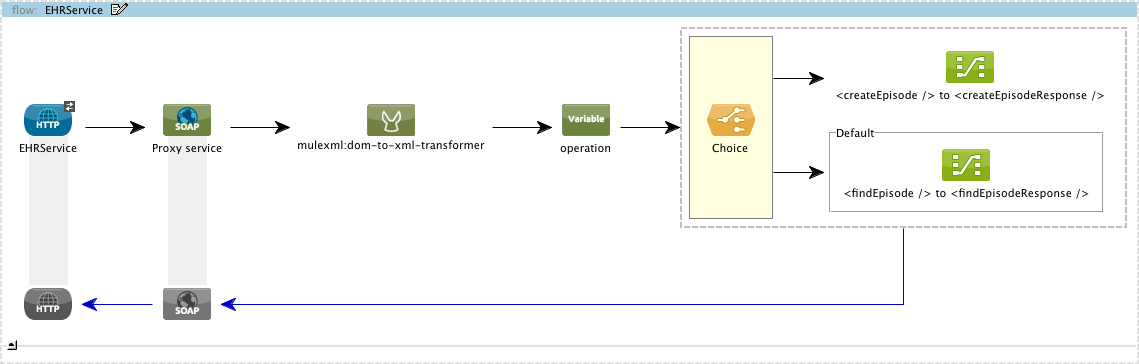 flow: EHRService
HTTP
EHRService
SOAP
Proxy service
mulexml:dom-to-xml-transformer
Variable
operation
Choice
<createEpisode /> to <createEpisodeResponse />
Default
<findEpisode /> to <findEpisodeResponse />
HTTP
SOAP